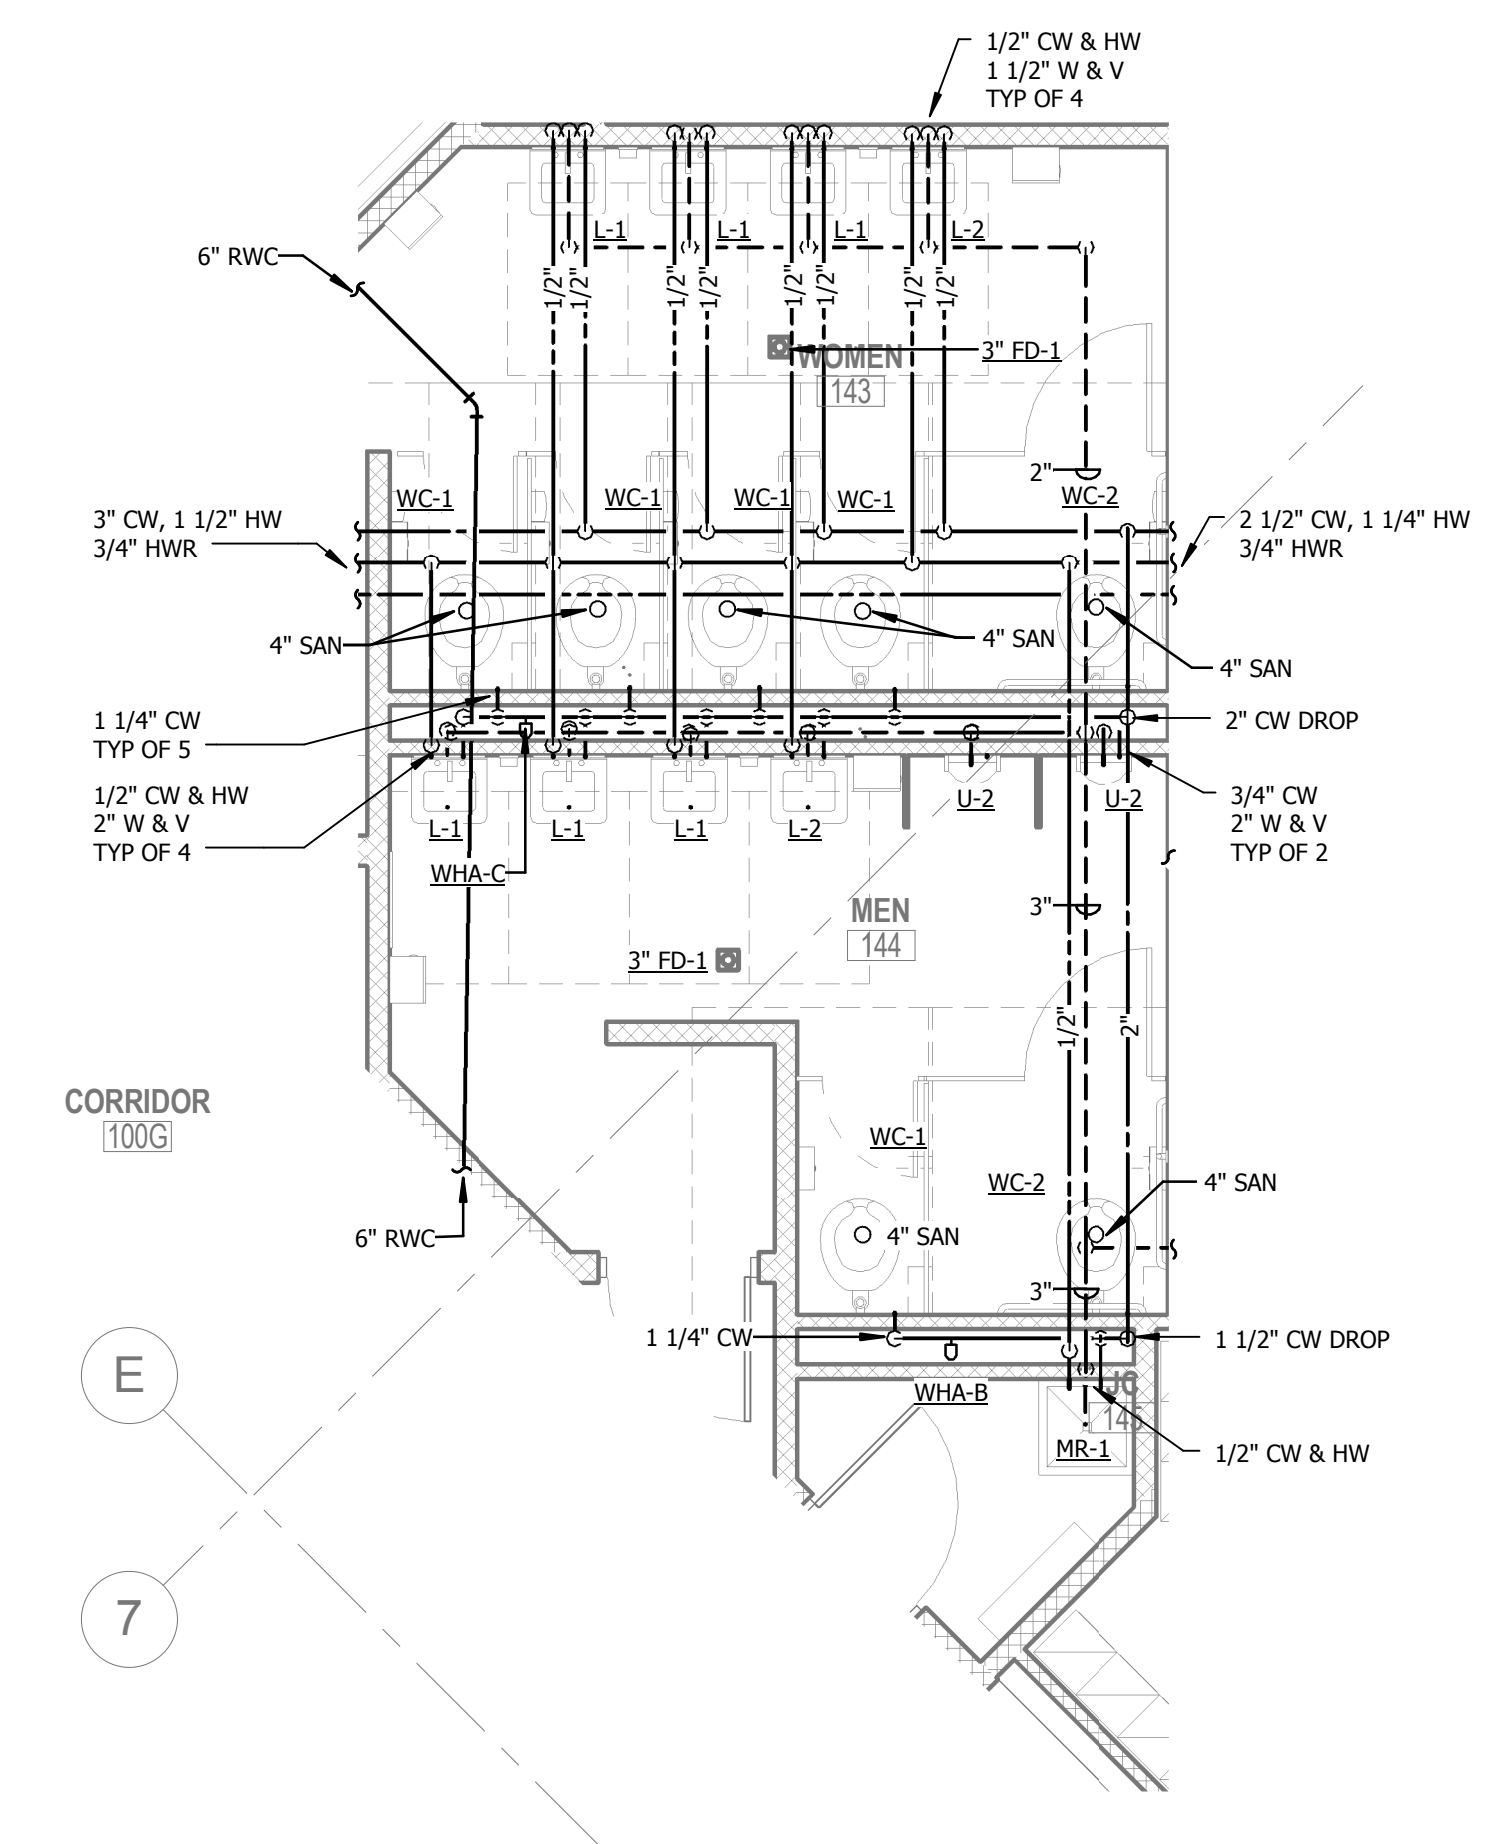 1/2" CW & HW
1 1/2" W & V
TYP OF 4
6" RWC
L-1
L-1
L-1
L-2
1/2"
1/2"
1/2"
1/2"
1/2"
1/2"
1/2"
1/2"
WOMEN
143
3" FD-1
2"
WC-1
WC-1
WC-1
WC-1
WC-2
3" CW, 1 1/2" HW
3/4" HWR
2 1/2" CW, 1 1/4" HW
3/4" HWR
4" SAN
4" SAN
4" SAN
1 1/4" CW
TYP OF 5
2" CW DROP
1/2" CW & HW
2" W & V
TYP OF 4
3/4" CW
2" W & V
TYP OF 2
L-1
L-1
L-1
L-2
U-2
U-2
WHA-C
MEN
144
3"
3" FD-1
1/2"
2"
CORRIDOR
100G
WC-1
WC-2
4" SAN
6" RWC
4" SAN
3"
1 1/4" CW
1 1/2" CW DROP
WHA-B
JC
145
MR-1
1/2" CW & HW
E
7